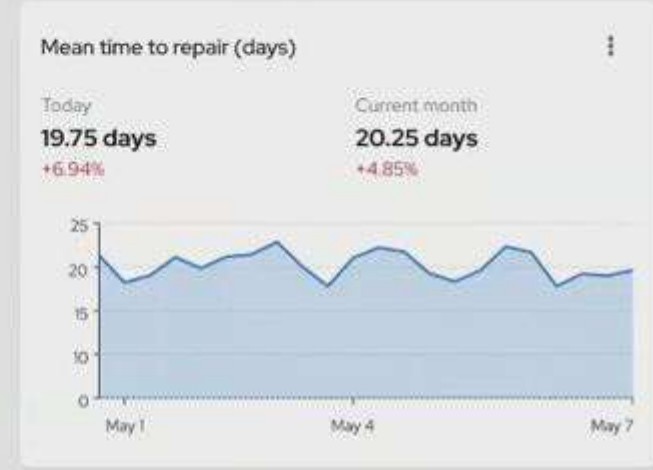 Mean time to repair (days)
Today
19.75 days
+6.94%
Current month
20.25 days
+4.85%
25
20
15
10
0
May 1
May 4
May 7